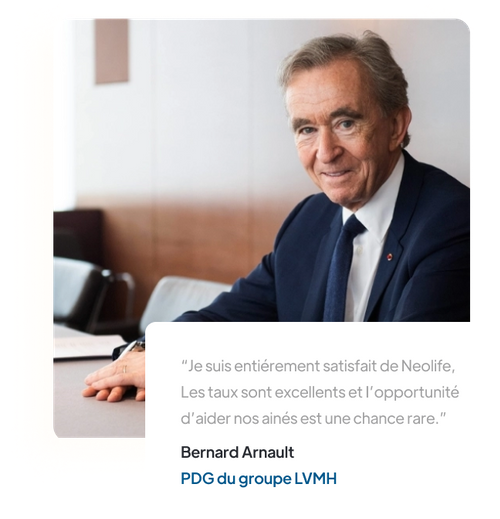 “Je suis entiérement satisfait de Neolife,
Les taux sont excellents et l’opportunité
d’aider nos ainés est une chance rare.”
Bernard Arnault
PDG du groupe LVMH